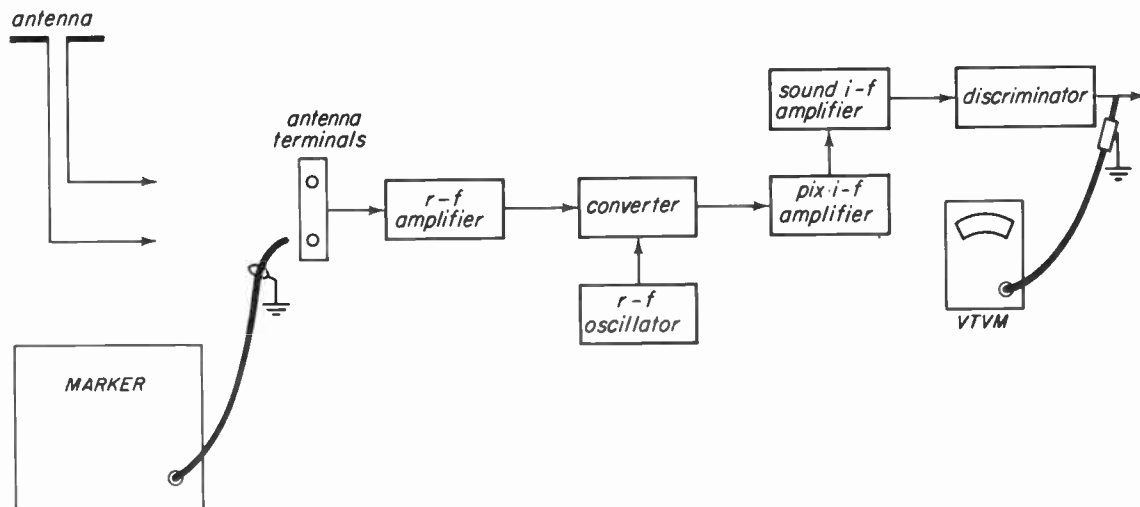 antenna
antenna
terminals
r-f
amplifier
converter
r-f
oscillator
sound i-f
amplifier
pix·i-f
amplifier
discriminator
VTVM
MARKER